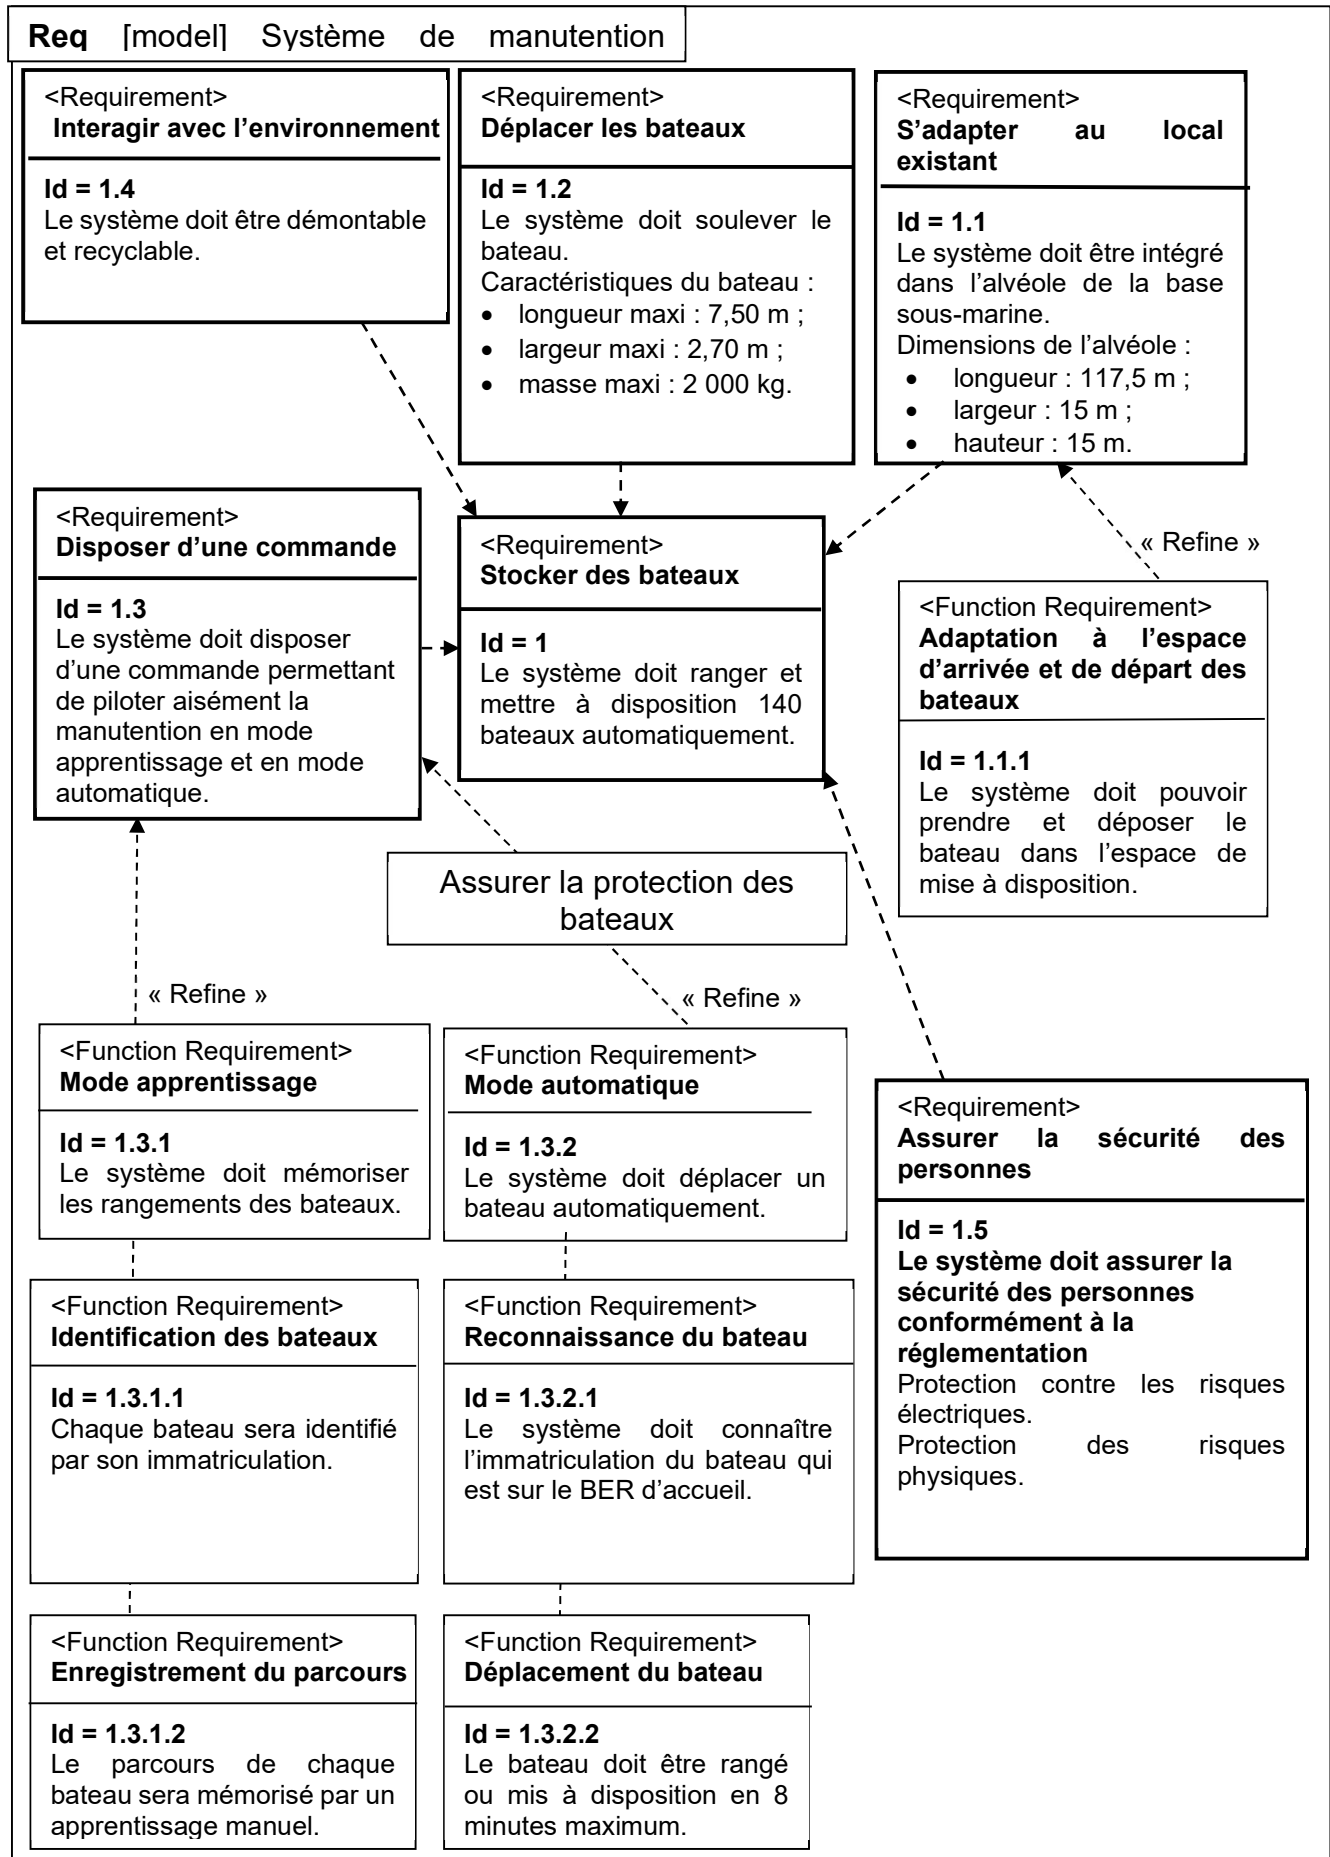 Req [model] Système de manutention
<Requirement>
Interagir avec l'environnement
Id = 1.4
Le système doit être démontable
et recyclable.
<Requirement>
Déplacer les bateaux
Id = 1.2
Le système doit soulever le
bateau.
Caractéristiques du bateau :
• longueur maxi : 7,50 m ;
• largeur maxi : 2,70 m ;
• masse maxi : 2 000 kg.
<Requirement>
S'adapter au local
existant
Id = 1.1
Le système doit être intégré
dans l'alvéole de la base
sous-marine.
Dimensions de l'alvéole :
• longueur : 117,5 m ;
• largeur : 15 m ;
• hauteur : 15 m.
<Requirement>
Disposer d'une commande
Id = 1.3
Le système doit disposer
d'une commande permettant
de piloter aisément la
manutention en mode
apprentissage et en mode
automatique.
<Requirement>
Stocker des bateaux
Id = 1
Le système doit ranger et
mettre à disposition 140
bateaux automatiquement.
« Refine »
<Function Requirement>
Adaptation à l'espace
d'arrivée et de départ des
bateaux
Id = 1.1.1
Le système doit pouvoir
prendre et déposer le
bateau dans l'espace de
mise à disposition.
Assurer la protection des
bateaux
« Refine »
« Refine »
<Function Requirement>
Mode apprentissage
Id = 1.3.1
Le système doit mémoriser
les rangements des bateaux.
<Function Requirement>
Mode automatique
Id = 1.3.2
Le système doit déplacer un
bateau automatiquement.
<Requirement>
Assurer la sécurité des
personnes
Id = 1.5
Le système doit assurer la
sécurité des personnes
conformément à la
réglementation
Protection contre les risques
électriques.
Protection des risques
physiques.
<Function Requirement>
Identification des bateaux
Id = 1.3.1.1
Chaque bateau sera identifié
par son immatriculation.
<Function Requirement>
Reconnaissance du bateau
Id = 1.3.2.1
Le système doit connaître
l'immatriculation du bateau qui
est sur le BER d'accueil.
<Function Requirement>
Enregistrement du parcours
Id = 1.3.1.2
Le parcours de chaque
bateau sera mémorisé par un
apprentissage manuel.
<Function Requirement>
Déplacement du bateau
Id = 1.3.2.2
Le bateau doit être rangé
ou mis à disposition en 8
minutes maximum.